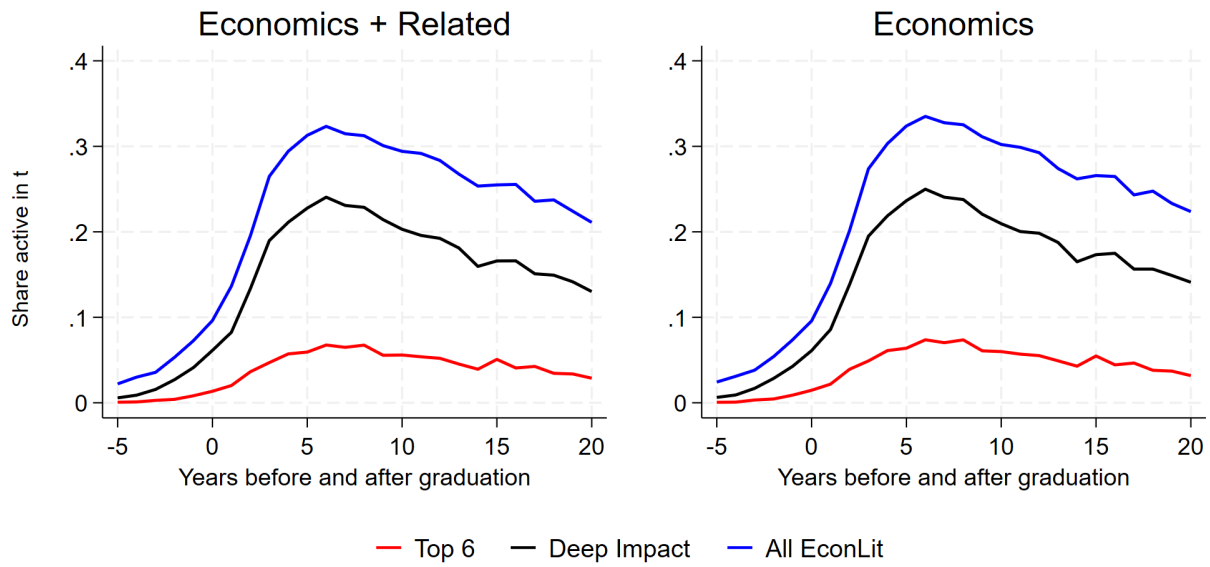 Economics + Related
Share active in t
.4
.3
.2
.1
0
-5 0 5 10 15 20
Years before and after graduation
Economics
.4
.3
.2
.1
0
-5 0 5 10 15 20
Years before and after graduation
Top 6 Deep Impact All EconLit